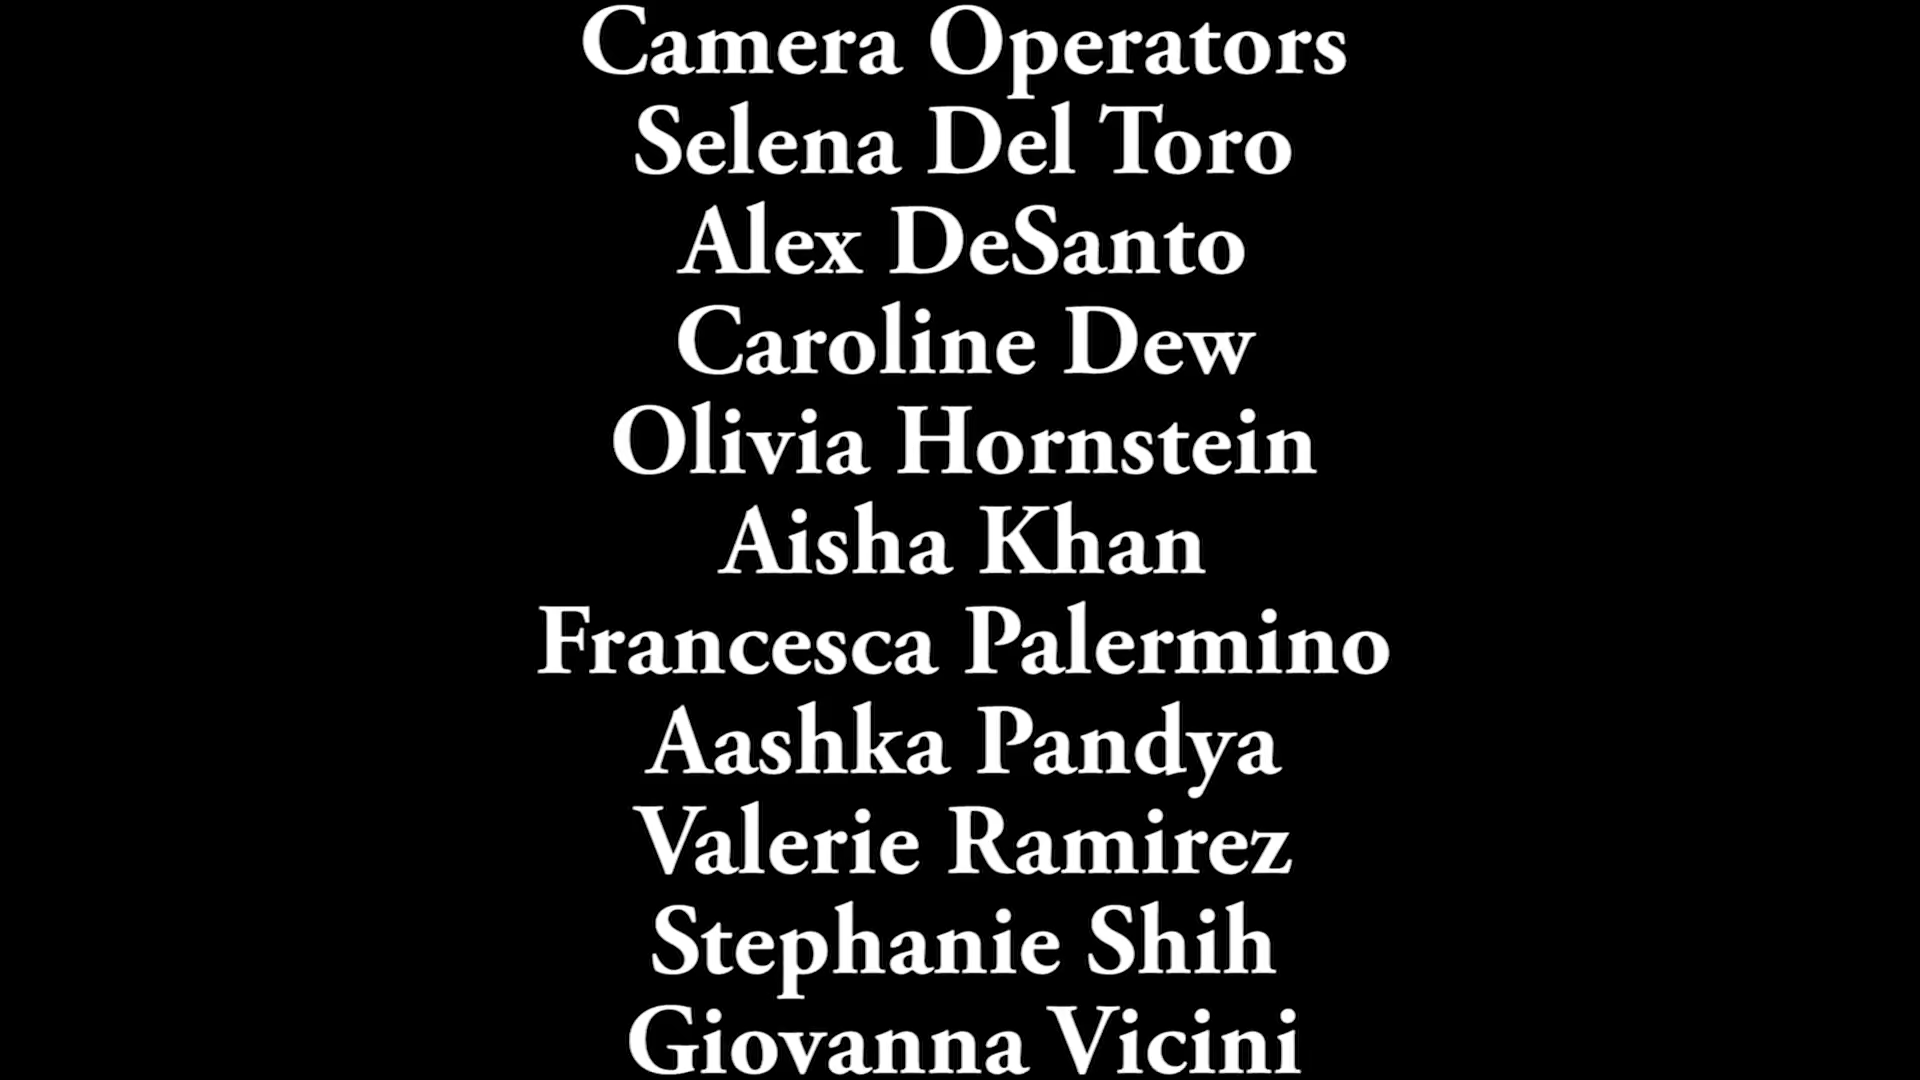 Camera Operators
Selena Del Toro
Alex DeSanto
Caroline Dew
Olivia Hornstein
Aisha Khan
Francesca Palermino
Aashka Pandya
Valerie Ramirez
Stephanie Shih
Giovanna Vicini